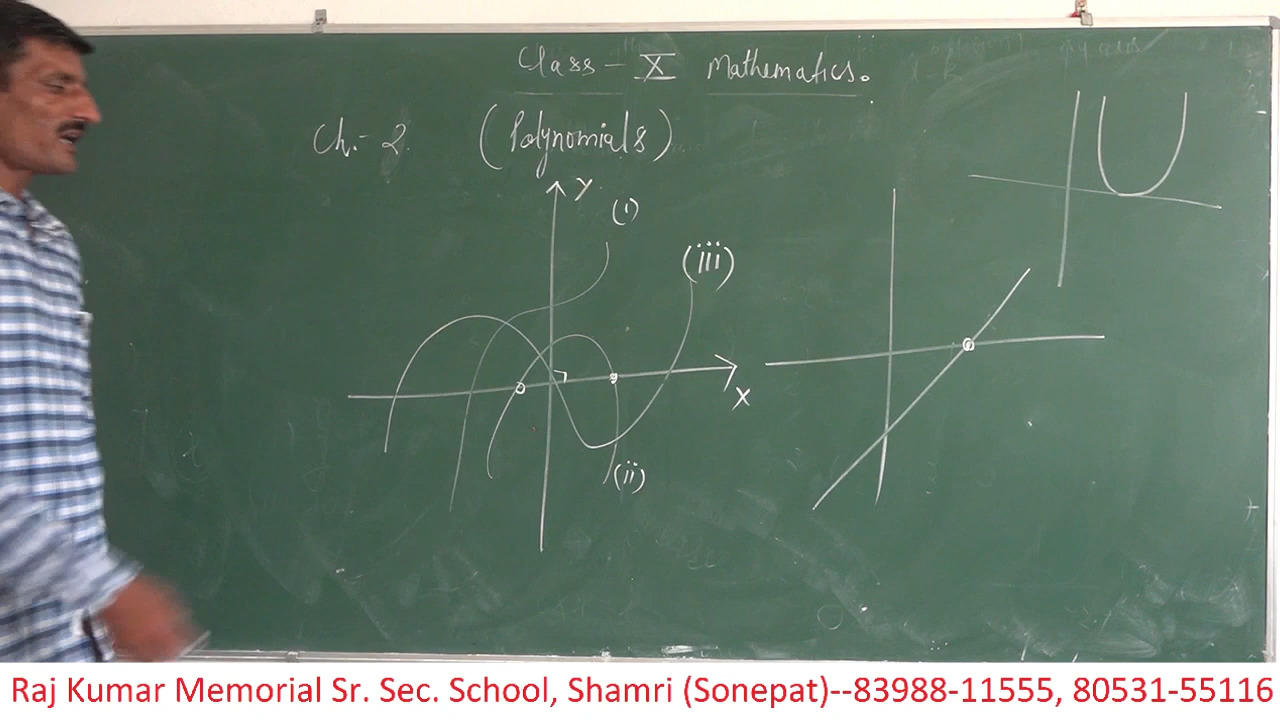 Class - X Mathematics.
Ch.- 2. (Polynomials)
Y
(i)
(iii)
X
(ii)
Raj Kumar Memorial Sr. Sec. School, Shamri (Sonepat)--83988-11555, 80531-55116